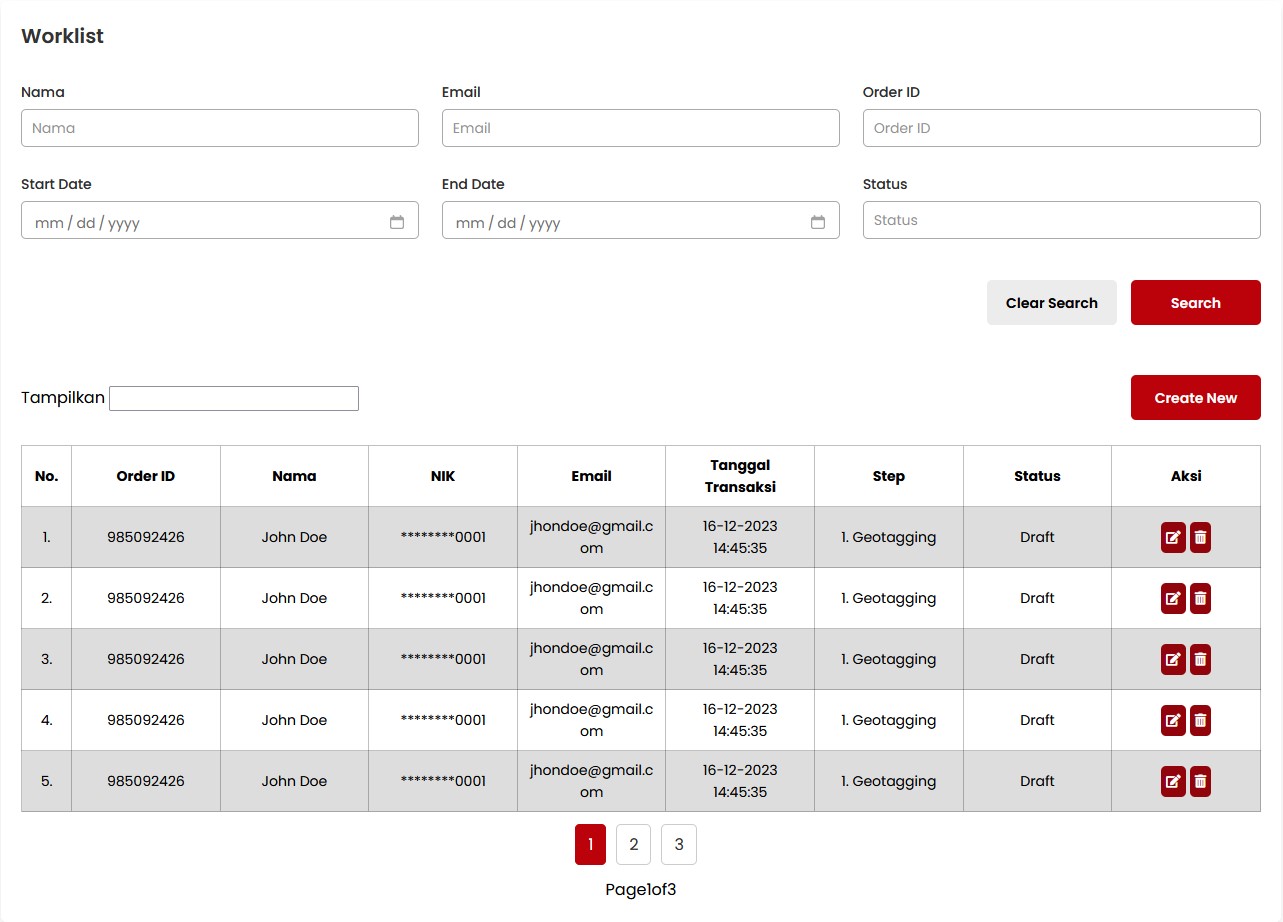 Worklist
Nama Email Order ID
Nama Email Order ID
Start Date End Date Status
mm / dd / yyyy mm / dd / yyyy Status
Clear Search Search
Tampilkan Create New
No. Order ID Nama NIK Email Tanggal Transaksi Step Status Aksi
1. 985092426 John Doe ********0001 jhondoe@gmail.com 16-12-2023 14:45:35 1. Geotagging Draft
2. 985092426 John Doe ********0001 jhondoe@gmail.com 16-12-2023 14:45:35 1. Geotagging Draft
3. 985092426 John Doe ********0001 jhondoe@gmail.com 16-12-2023 14:45:35 1. Geotagging Draft
4. 985092426 John Doe ********0001 jhondoe@gmail.com 16-12-2023 14:45:35 1. Geotagging Draft
5. 985092426 John Doe ********0001 jhondoe@gmail.com 16-12-2023 14:45:35 1. Geotagging Draft
1 2 3
Page1of3